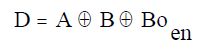 D = A ⊕ B ⊕ Bo en